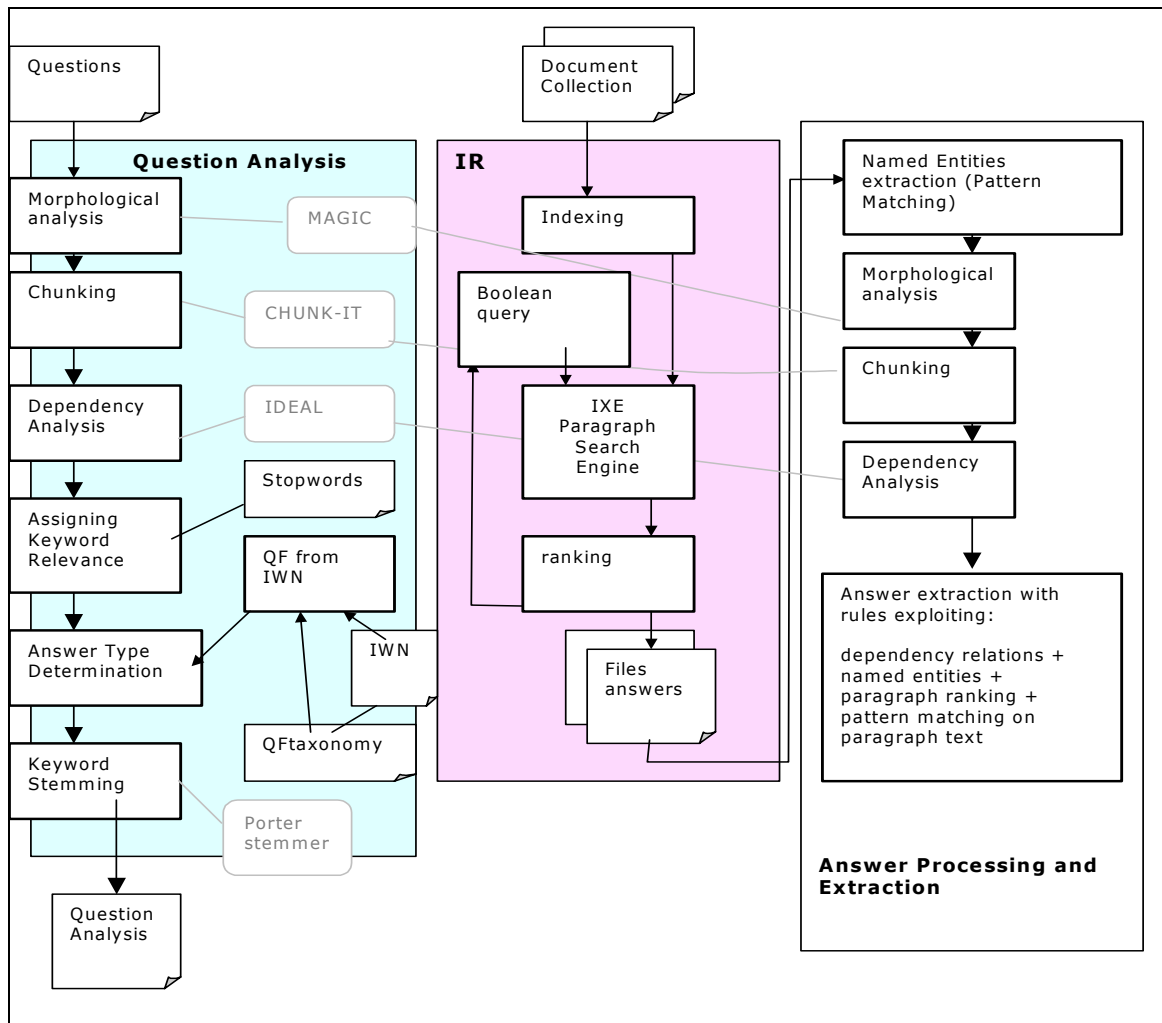 Questions
Question Analysis
Morphological
analysis
MAGIC
Chunking
CHUNK-IT
Dependency
Analysis
IDEAL
Stopwords
Assigning
Keyword
Relevance
QF from
IWN
Answer Type
Determination
IWN
QFtaxonomy
Keyword
Stemming
Porter
stemmer
Question
Analysis
Document
Collection
IR
Indexing
Boolean
query
IXE
Paragraph
Search
Engine
ranking
Files
answers
Named Entities
extraction (Pattern
Matching)
Morphological
analysis
Chunking
Dependency
Analysis
Answer extraction with
rules exploiting:
dependency relations +
named entities +
paragraph ranking +
pattern matching on
paragraph text
Answer Processing and
Extraction